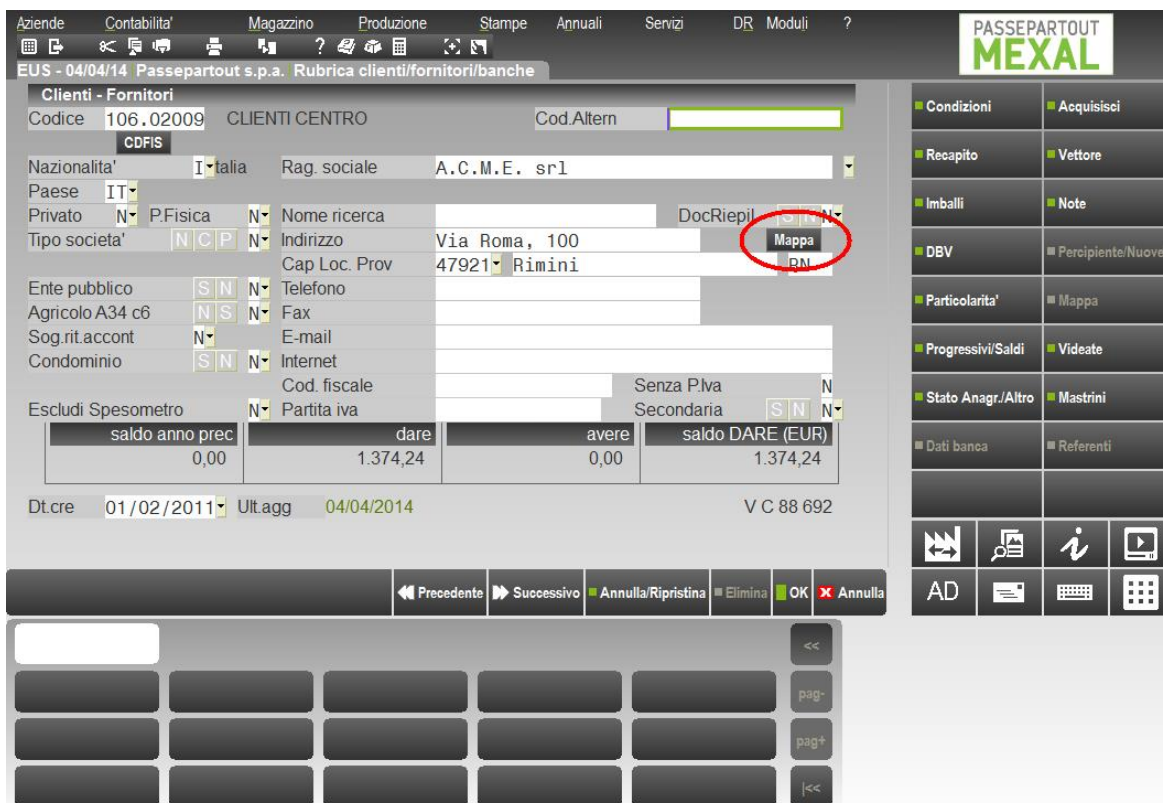 Aziende Contabilita' Magazzino Produzione Stampe Annuali Servizi DR Moduli ?
EUS - 04/04/14 Passepartout s.p.a. Rubrica clienti/fornitori/banche
PASSEPARTOUT
MEXAL
Clienti - Fornitori
Codice 106.02009 CLIENTI CENTRO Cod.Altern
CDFIS
Nazionalita' I talia Rag. sociale A.C.M.E. srl
Paese IT
Privato N P.Fisica N Nome ricerca DocRiepil S N N
Tipo societa' N C P N Indirizzo Via Roma, 100 Mappa
Cap Loc. Prov 47921 Rimini RN
Ente pubblico S N N Telefono
Agricolo A34 c6 N S N Fax
Sog.rit.accont N E-mail
Condominio S N N Internet
Cod. fiscale Senza P.Iva N
Escludi Spesometro N Partita iva Secondaria S N N
saldo anno prec dare avere saldo DARE (EUR)
0,00 1.374,24 0,00 1.374,24
Dt.cre 01/02/2011 Ult.agg 04/04/2014 V C 88 692
Precedente Successivo Annulla/Ripristina Elimina OK Annulla
Condizioni Acquisisci
Recapito Vettore
Imballi Note
DBV Percipiente/Nuove
Particolarita' Mappa
Progressivi/Saldi Videate
Stato Anagr./Altro Mastrini
Dati banca Referenti
AD
<<
pag-
pag+
|<<